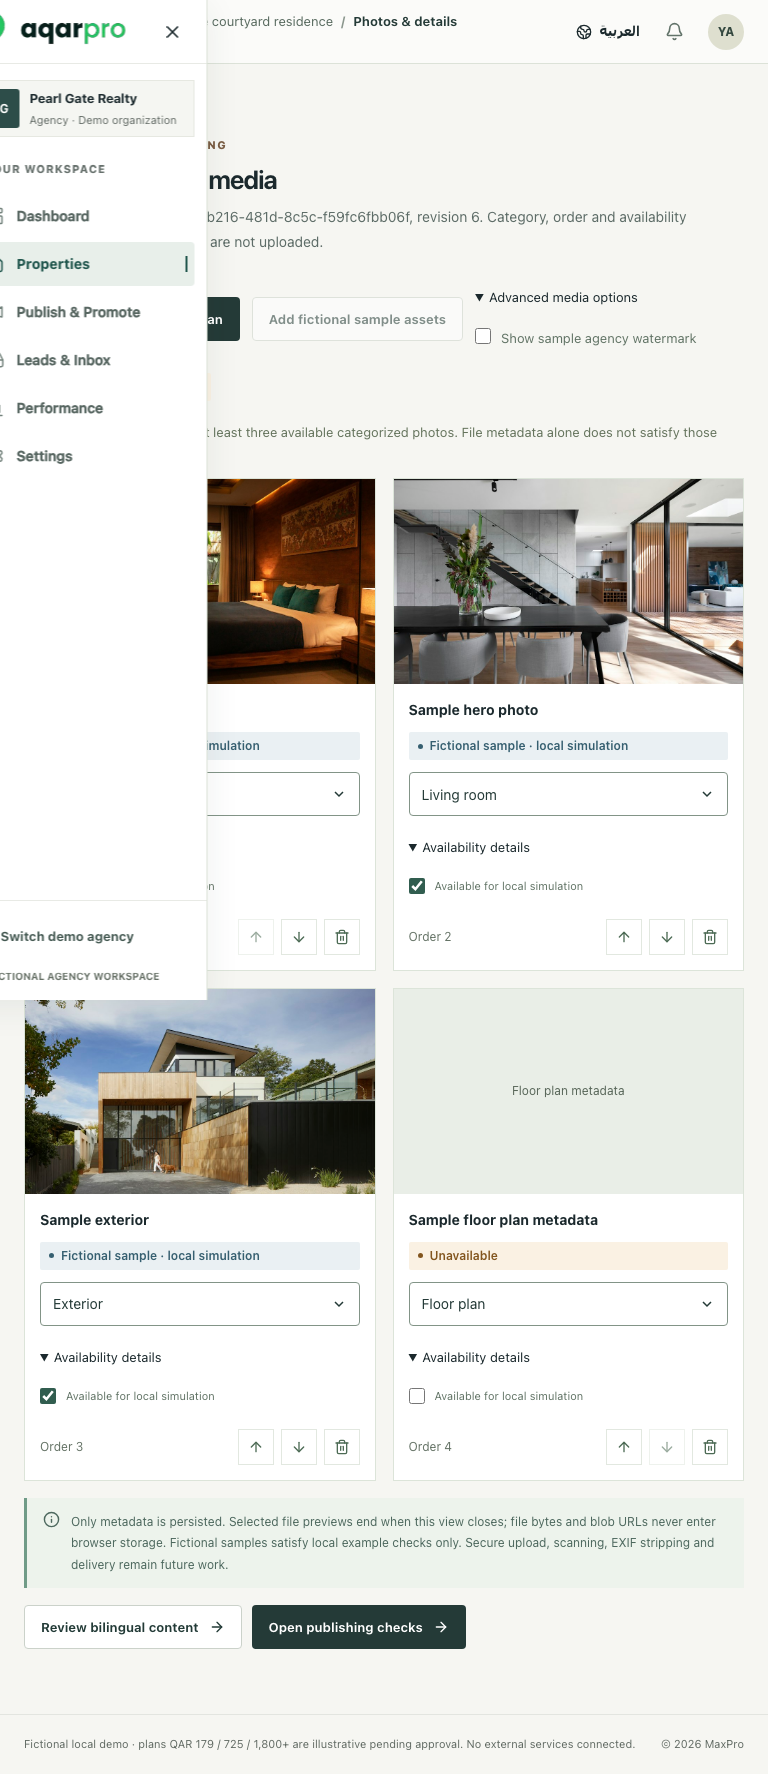 aqarpro
courtyard residence / Photos & details
العربية
YA
G
Pearl Gate Realty
Agency · Demo organization
OUR WORKSPACE
Dashboard
Properties
Publish & Promote
Leads & Inbox
Performance
Settings
Switch demo agency
CTIONAL AGENCY WORKSPACE
NG
media
b216-481d-8c5c-f59fc6fbb06f, revision 6. Category, order and availability
are not uploaded.
an
Add fictional sample assets
Advanced media options
Show sample agency watermark
t least three available categorized photos. File metadata alone does not satisfy those
imulation
on
Sample hero photo
Fictional sample · local simulation
Living room
Availability details
Available for local simulation
Order 2
Sample exterior
Fictional sample · local simulation
Exterior
Availability details
Available for local simulation
Order 3
Floor plan metadata
Sample floor plan metadata
Unavailable
Floor plan
Availability details
Available for local simulation
Order 4
Only metadata is persisted. Selected file previews end when this view closes; file bytes and blob URLs never enter
browser storage. Fictional samples satisfy local example checks only. Secure upload, scanning, EXIF stripping and
delivery remain future work.
Review bilingual content
Open publishing checks
Fictional local demo · plans QAR 179 / 725 / 1,800+ are illustrative pending approval. No external services connected.
© 2026 MaxPro